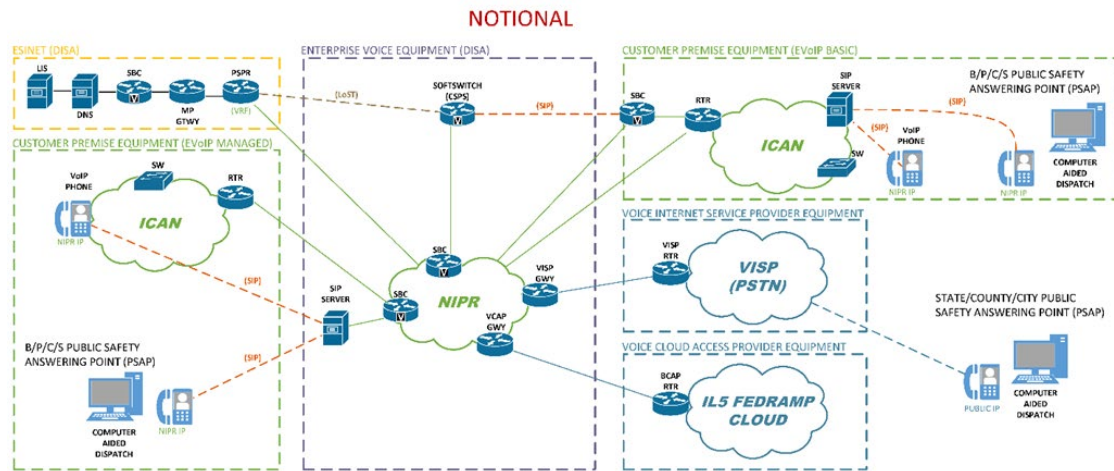 NOTIONAL
ESINET (DISA)
LIS
DNS
SBC
V
MP
GTWY
PSPR
(VRF)
(LoST)
ENTERPRISE VOICE EQUIPMENT (DISA)
SOFTSWITCH
(CSPS)
(SIP)
CUSTOMER PREMISE EQUIPMENT (EVoIP BASIC)
SBC
V
RTR
ICAN
SIP
SERVER
SW
(SIP)
(SIP)
VoIP
PHONE
NIPR IP
B/P/C/S PUBLIC SAFETY
ANSWERING POINT (PSAP)
NIPR IP
COMPUTER
AIDED
DISPATCH
CUSTOMER PREMISE EQUIPMENT (EVoIP MANAGED)
VoIP
PHONE
NIPR IP
SW
ICAN
RTR
(SIP)
SIP
SERVER
(SIP)
B/P/C/S PUBLIC SAFETY
ANSWERING POINT (PSAP)
COMPUTER
AIDED
DISPATCH
NIPR IP
SBC
V
SBC
V
NIPR
VISP
GWY
VCAP
GWY
VOICE INTERNET SERVICE PROVIDER EQUIPMENT
VISP
RTR
VISP
(PSTN)
STATE/COUNTY/CITY PUBLIC
SAFETY ANSWERING POINT (PSAP)
PUBLIC IP
COMPUTER
AIDED
DISPATCH
VOICE CLOUD ACCESS PROVIDER EQUIPMENT
BCAP
RTR
IL5 FEDRAMP
CLOUD